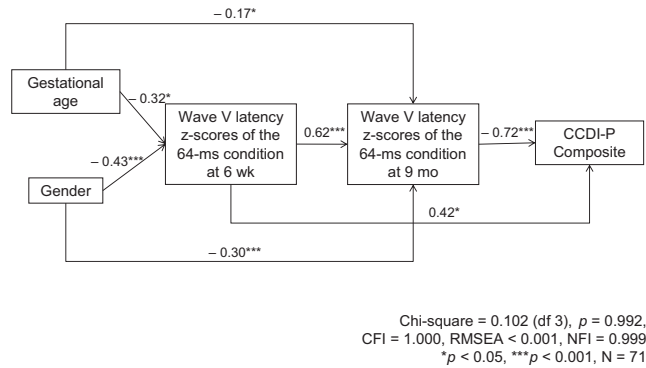 – 0.17*
Gestational
age
– 0.32*
Wave V latency
z-scores of the
64-ms condition
at 6 wk
0.62***
Wave V latency
z-scores of the
64-ms condition
at 9 mo
– 0.72***
CCDI-P
Composite
– 0.43***
Gender
0.42*
– 0.30***
Chi-square = 0.102 (df 3), p = 0.992,
CFI = 1.000, RMSEA < 0.001, NFI = 0.999
*p < 0.05, ***p < 0.001, N = 71